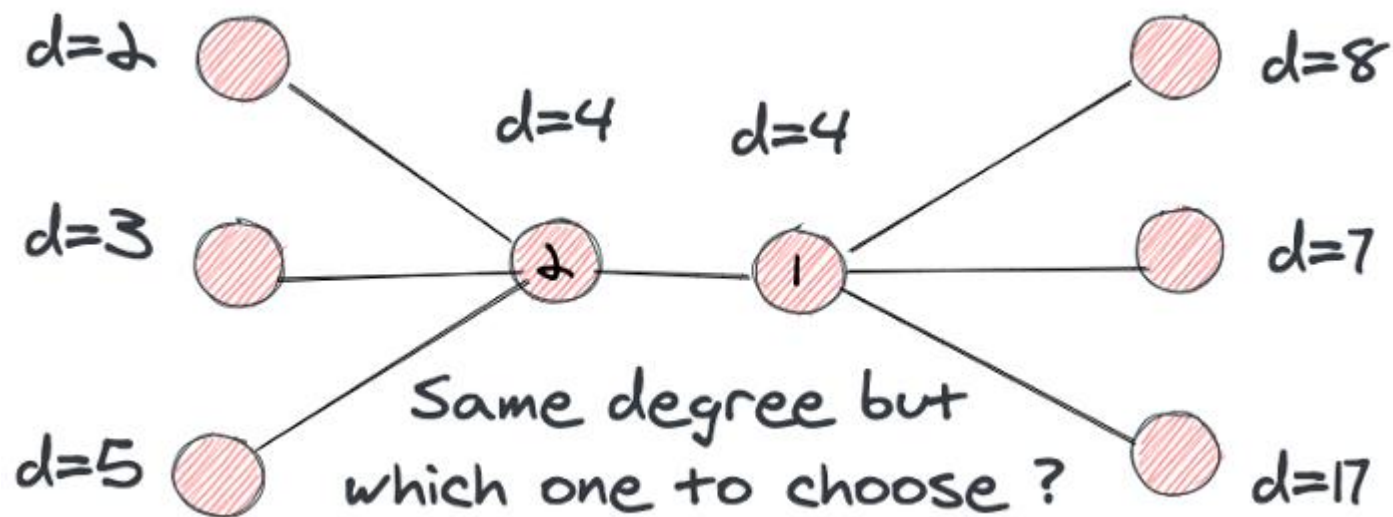 d=2
d=8
d=4
d=4
d=3
2
1
d=7
Same degree but
which one to choose ?
d=5
d=17